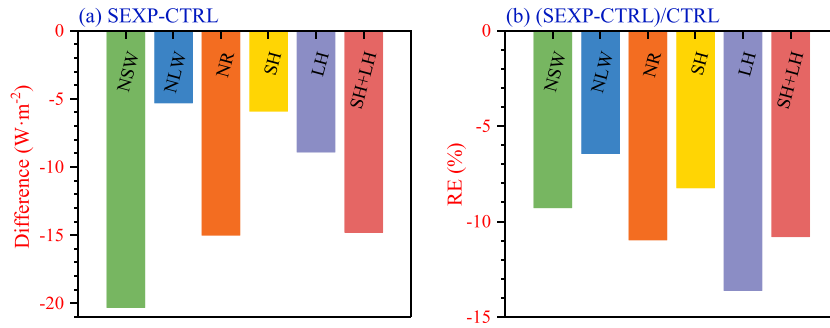 (a) SEXP-CTRL
0
-5
-10
-15
-20
Difference (W·m⁻²)
NSW
NLW
NR
SH
LH
SH+LH
(b) (SEXP-CTRL)/CTRL
0
-5
-10
-15
RE (%)
NSW
NLW
NR
SH
LH
SH+LH